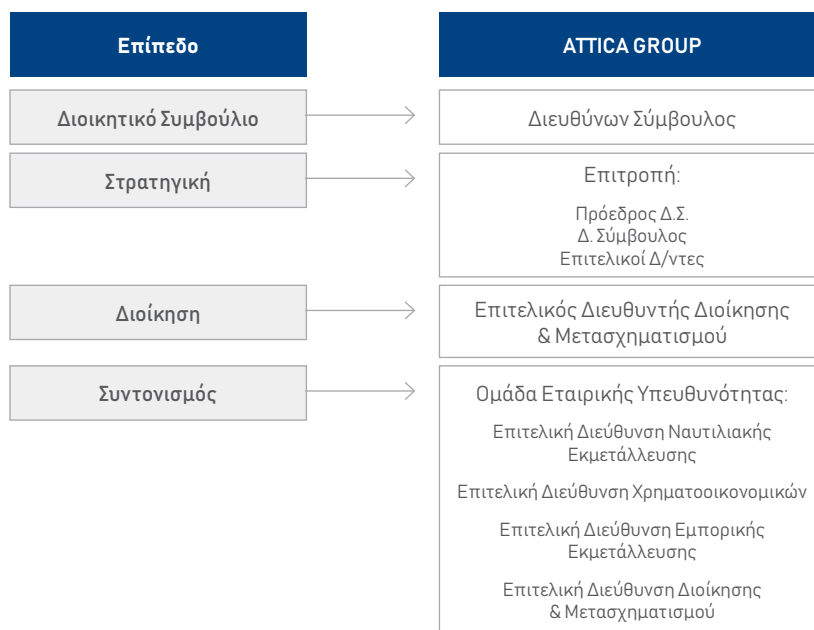 Επίπεδο
ATTICA GROUP
Διοικητικό Συμβούλιο
Διευθύνων Σύμβουλος
Στρατηγική
Επιτροπή:
Πρόεδρος Δ.Σ.
Δ. Σύμβουλος
Επιτελικοί Δ/ντες
Διοίκηση
Επιτελικός Διευθυντής Διοίκησης
& Μετασχηματισμού
Συντονισμός
Ομάδα Εταιρικής Υπευθυνότητας:
Επιτελική Διεύθυνση Ναυτιλιακής
Εκμετάλλευσης
Επιτελική Διεύθυνση Χρηματοοικονομικών
Επιτελική Διεύθυνση Εμπορικής
Εκμετάλλευσης
Επιτελική Διεύθυνση Διοίκησης
& Μετασχηματισμού